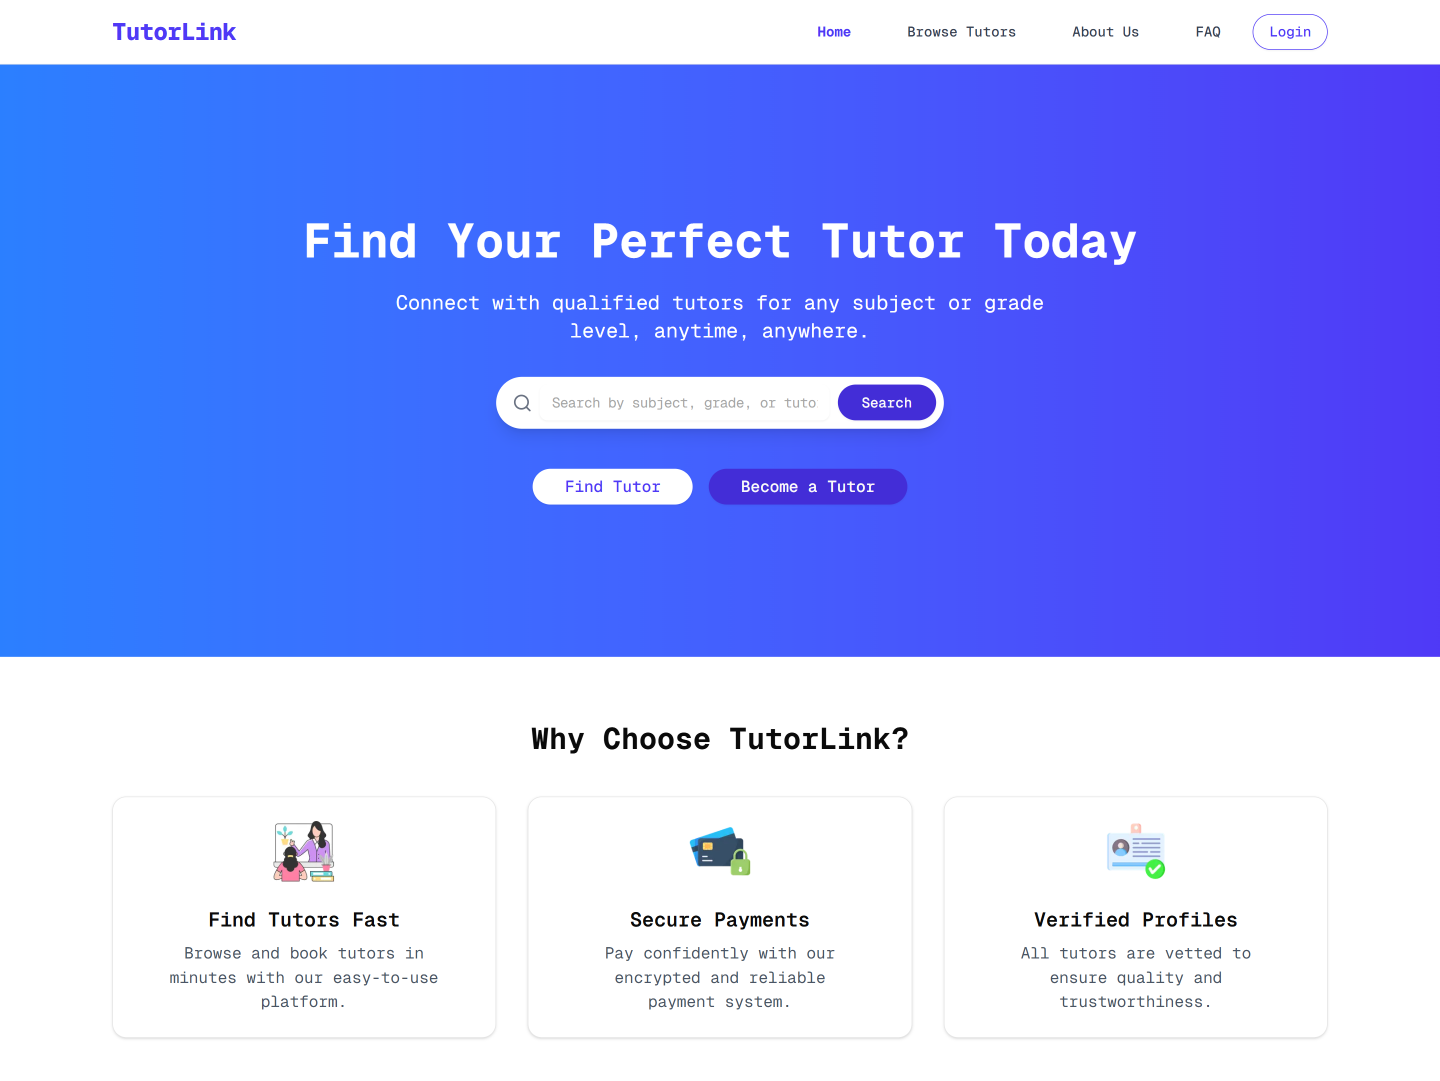 TutorLink
Home
Browse Tutors
About Us
FAQ
Login
Find Your Perfect Tutor Today
Connect with qualified tutors for any subject or grade
level, anytime, anywhere.
Search by subject, grade, or tuto
Search
Find Tutor
Become a Tutor
Why Choose TutorLink?
Find Tutors Fast
Browse and book tutors in
minutes with our easy-to-use
platform.
Secure Payments
Pay confidently with our
encrypted and reliable
payment system.
Verified Profiles
All tutors are vetted to
ensure quality and
trustworthiness.